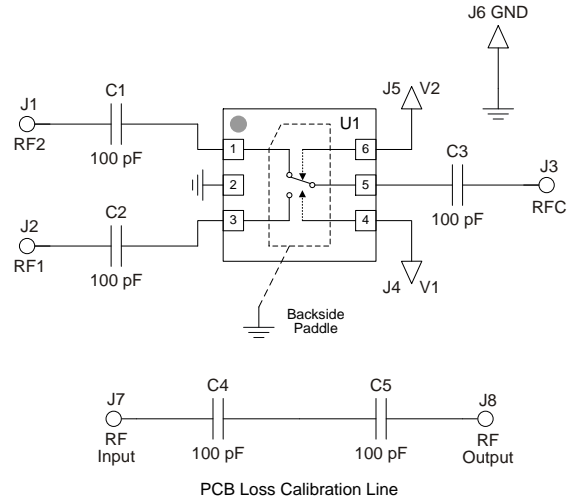 J6 GND
J1
C1
RF2
100 pF
J5 V2
U1
1
2
3
6
5
4
C3
100 pF
J3
RFC
J2
C2
RF1
100 pF
J4 V1
Backside
Paddle
J7
RF
Input
C4
100 pF
C5
100 pF
J8
RF
Output
PCB Loss Calibration Line